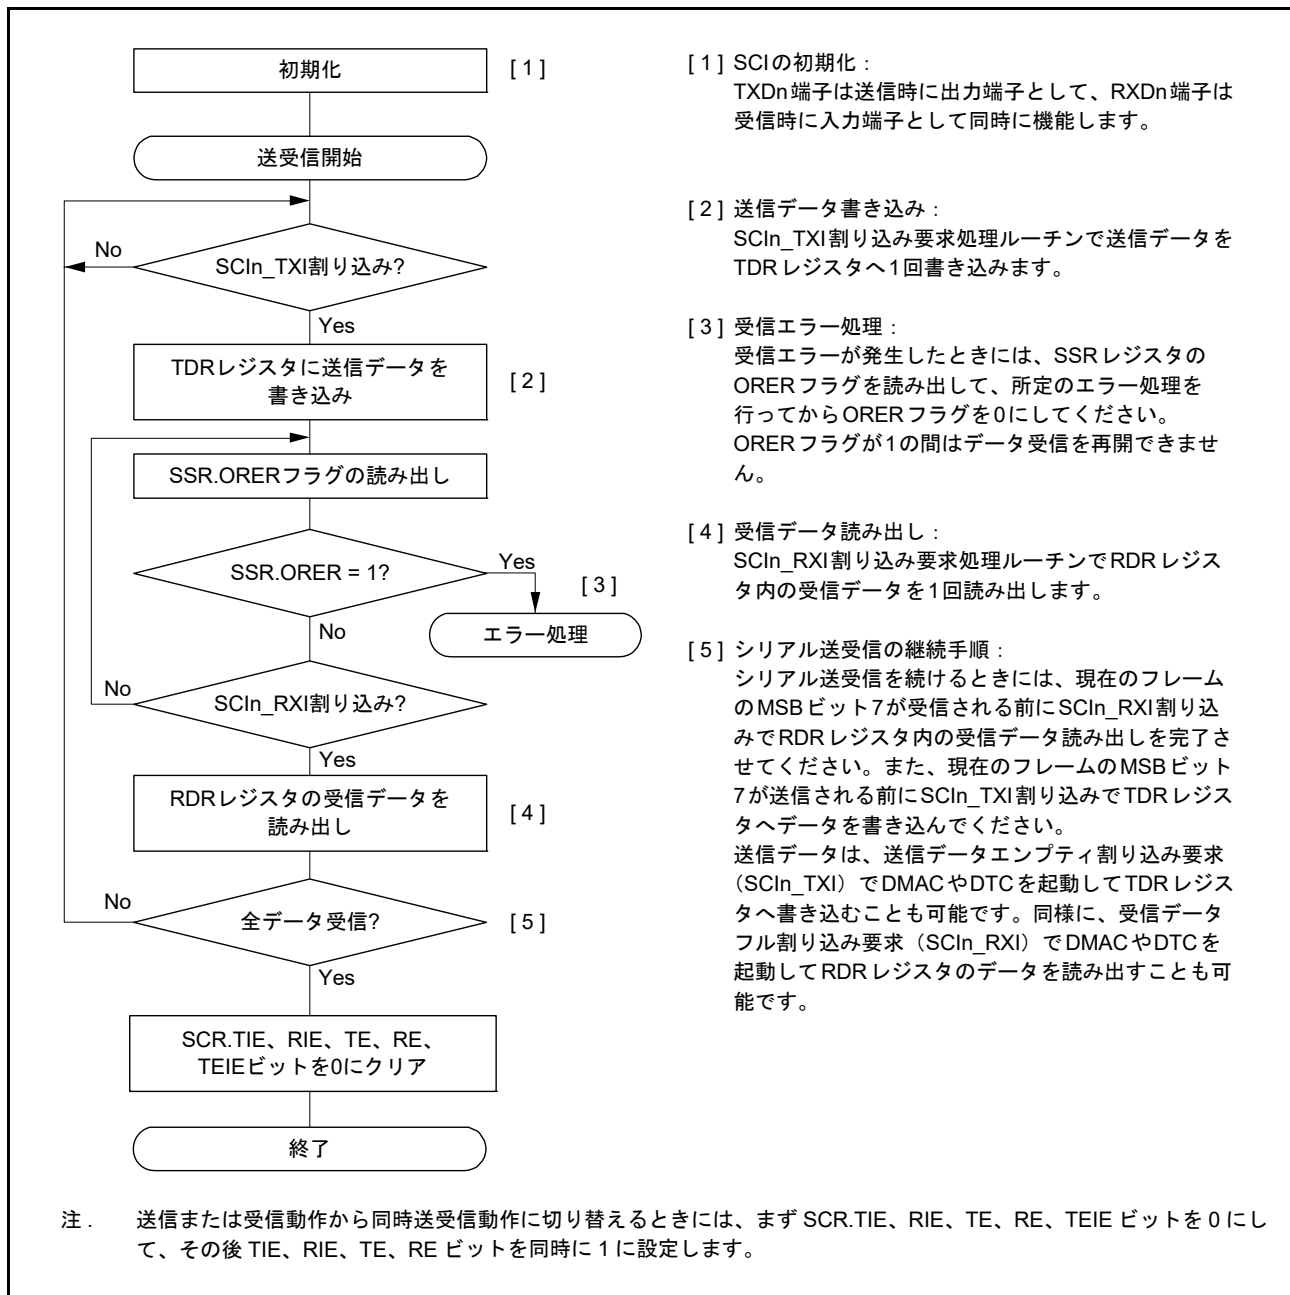 初期化
[ 1 ]
送受信開始
No
SCIn_TXI割り込み?
Yes
TDRレジスタに送信データを
書き込み
[ 2 ]
SSR.ORERフラグの読み出し
SSR.ORER = 1?
Yes
[ 3 ]
エラー処理
No
No
SCIn_RXI割り込み?
Yes
RDRレジスタの受信データを
読み出し
[ 4 ]
No
全データ受信?
[ 5 ]
Yes
SCR.TIE、RIE、TE、RE、
TEIEビットを0にクリア
終了
[ 1 ] SCIの初期化：
TXDn端子は送信時に出力端子として、RXDn端子は
受信時に入力端子として同時に機能します。
[ 2 ] 送信データ書き込み：
SCIn_TXI割り込み要求処理ルーチンで送信データを
TDRレジスタへ1回書き込みます。
[ 3 ] 受信エラー処理：
受信エラーが発生したときには、SSRレジスタの
ORERフラグを読み出して、所定のエラー処理を
行ってからORERフラグを0にしてください。
ORERフラグが1の間はデータ受信を再開できませ
ん。
[ 4 ] 受信データ読み出し：
SCIn_RXI割り込み要求処理ルーチンでRDRレジス
タ内の受信データを1回読み出します。
[ 5 ] シリアル送受信の継続手順：
シリアル送受信を続けるときには、現在のフレーム
のMSBビット7が受信される前にSCIn_RXI割り込
みでRDRレジスタ内の受信データ読み出しを完了さ
せてください。また、現在のフレームのMSBビット
7が送信される前にSCIn_TXI割り込みでTDRレジス
タへデータを書き込んでください。
送信データは、送信データエンプティ割り込み要求
（SCIn_TXI）でDMACやDTCを起動してTDRレジス
タへ書き込むことも可能です。同様に、受信データ
フル割り込み要求（SCIn_RXI）でDMACやDTCを
起動してRDRレジスタのデータを読み出すことも可
能です。
注． 送信または受信動作から同時送受信動作に切り替えるときには、まず SCR.TIE、RIE、TE、RE、TEIE ビットを 0 にし
て、その後 TIE、RIE、TE、RE ビットを同時に 1 に設定します。